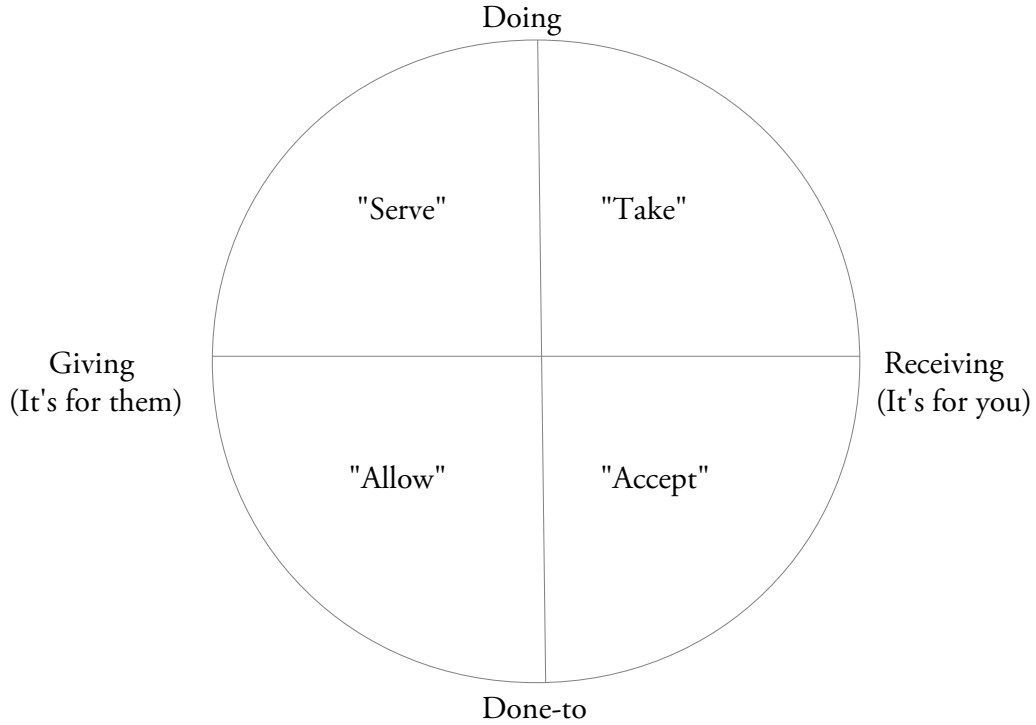 Doing
"Serve"
"Take"
Giving
(It's for them)
Receiving
(It's for you)
"Allow"
"Accept"
Done-to